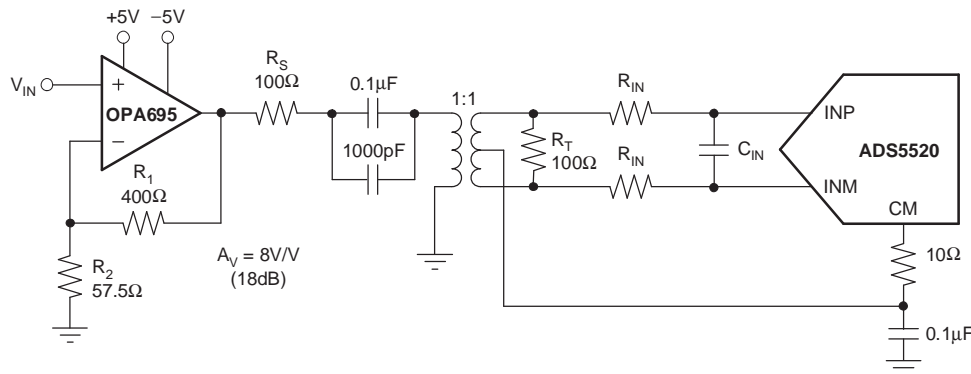 +5V
−5V
V_IN
+
OPA695
−
R_S
100Ω
0.1µF
1000pF
1:1
R_IN
R_T
100Ω
R_IN
C_IN
INP
ADS5520
INM
CM
R_1
400Ω
R_2
57.5Ω
A_V = 8V/V
(18dB)
10Ω
0.1µF